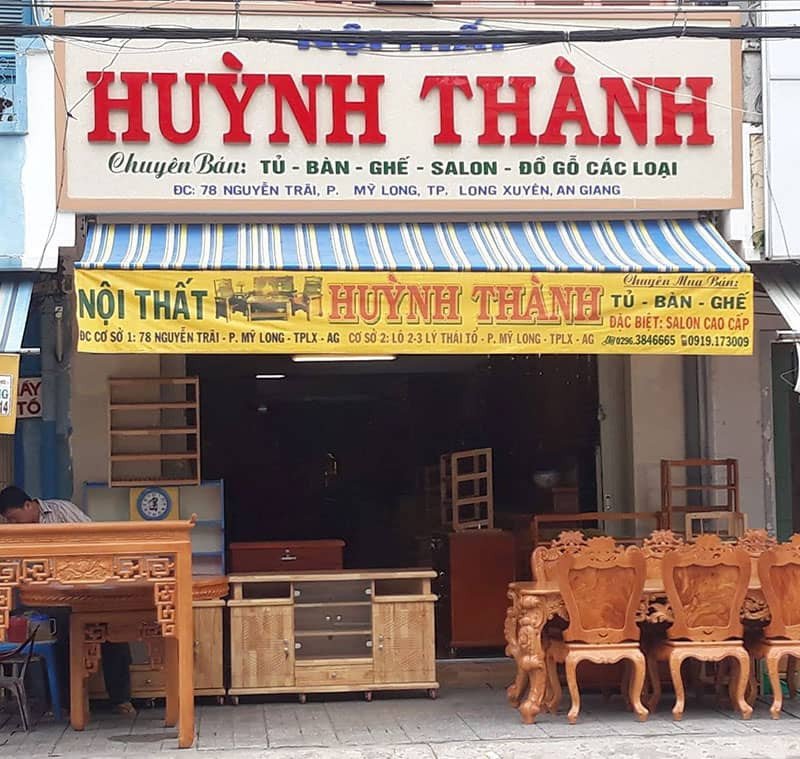 NỘI THẤT
HUỲNH THÀNH
Chuyên Bán: TỦ - BÀN - GHẾ - SALON - ĐỒ GỖ CÁC LOẠI
ĐC: 78 NGUYỄN TRÃI, P. MỸ LONG, TP. LONG XUYÊN, AN GIANG
NỘI THẤT HUỲNH THÀNH
Chuyên Mua Bán:
TỦ - BÀN - GHẾ
ĐẶC BIỆT: SALON CAO CẤP
ĐC CƠ SỞ 1: 78 NGUYỄN TRÃI - P. MỸ LONG - TPLX - AG CƠ SỞ 2: LÔ 2-3 LÝ THÁI TỔ - P. MỸ LONG - TPLX - AG
0296.3846665 0919.173009
14